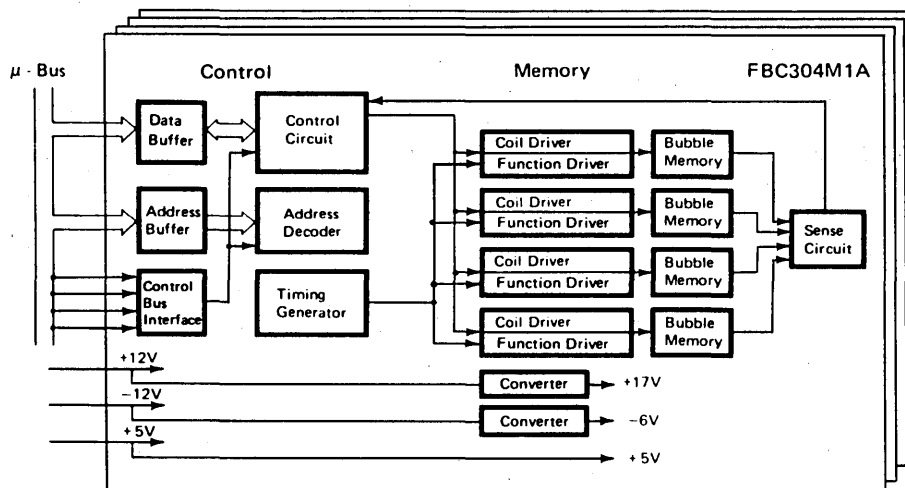 μ - Bus
Control
Memory
FBC304M1A
Data
Buffer
Control
Circuit
Address
Buffer
Address
Decoder
Control
Bus
Interface
Timing
Generator
Coil Driver
Function Driver
Bubble
Memory
Coil Driver
Function Driver
Bubble
Memory
Coil Driver
Function Driver
Bubble
Memory
Coil Driver
Function Driver
Bubble
Memory
Sense
Circuit
+12V
Converter
+17V
−12V
Converter
−6V
+5V
+5V